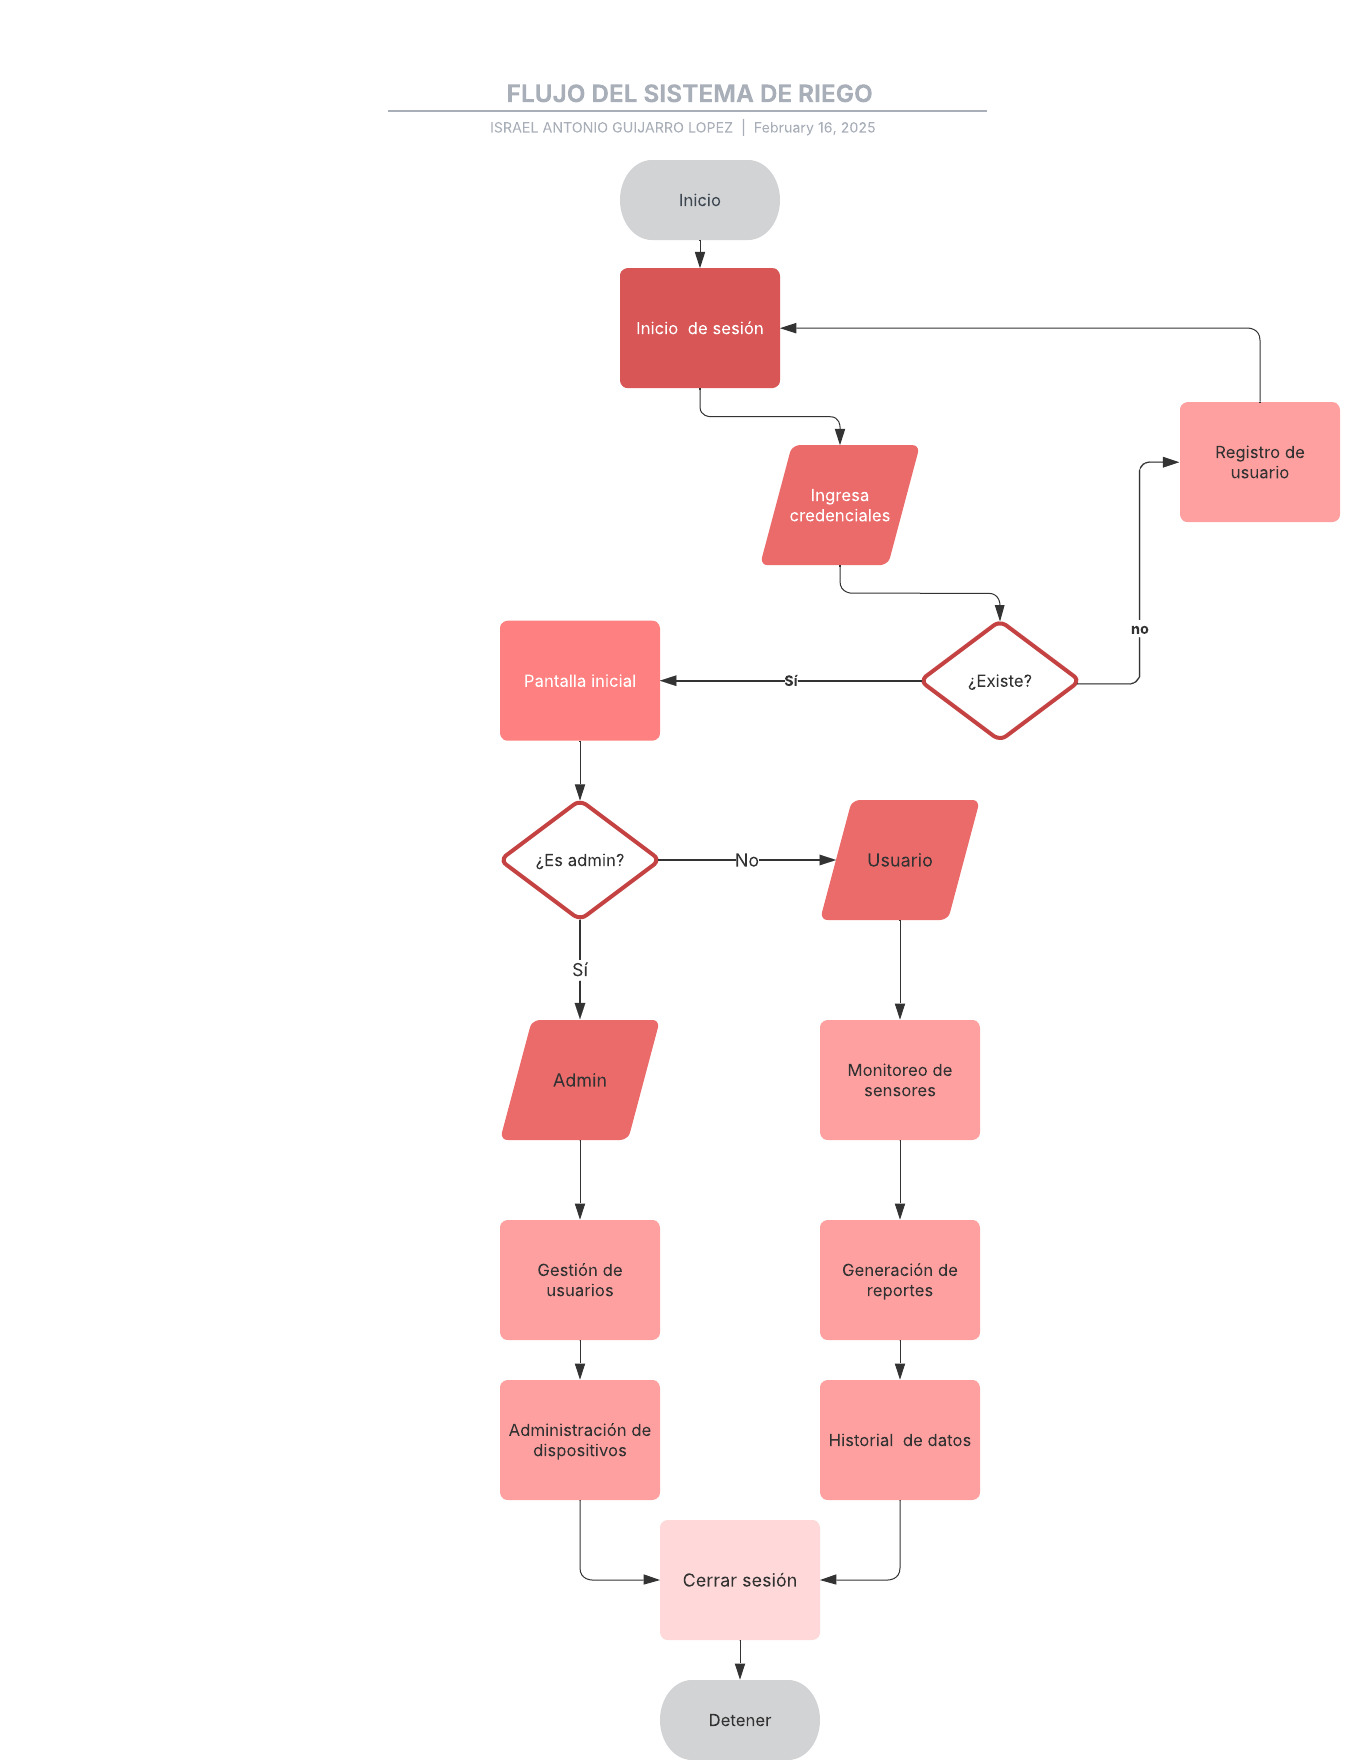 FLUJO DEL SISTEMA DE RIEGO
ISRAEL ANTONIO GUIJARRO LOPEZ | February 16, 2025
Inicio
Inicio de sesión
Registro de
usuario
Ingresa
credenciales
no
Pantalla inicial
Sí
¿Existe?
¿Es admin?
No
Usuario
Sí
Admin
Monitoreo de
sensores
Gestión de
usuarios
Generación de
reportes
Administración de
dispositivos
Historial de datos
Cerrar sesión
Detener